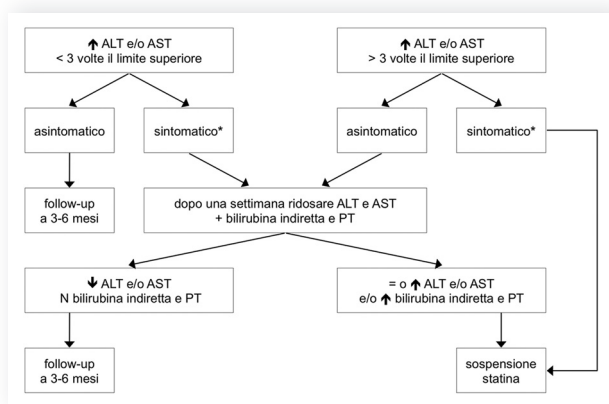 ↑ ALT e/o AST
< 3 volte il limite superiore
↑ ALT e/o AST
> 3 volte il limite superiore
asintomatico
sintomatico*
asintomatico
sintomatico*
follow-up
a 3-6 mesi
dopo una settimana ridosare ALT e AST
+ bilirubina indiretta e PT
↓ ALT e/o AST
N bilirubina indiretta e PT
= o ↑ ALT e/o AST
e/o ↑ bilirubina indiretta e PT
follow-up
a 3-6 mesi
sospensione
statina